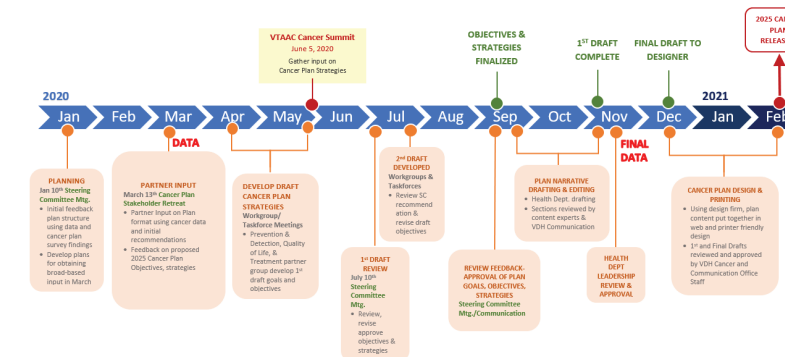 VTAAC Cancer Summit
June 5, 2020
Gather input on
Cancer Plan Strategies
OBJECTIVES &
STRATEGIES
FINALIZED
1ST DRAFT
COMPLETE
FINAL DRAFT TO
DESIGNER
2025 CA
PLAN
RELEAS
2020
2021
Jan
Feb
Mar
Apr
May
Jun
Jul
Aug
Sep
Oct
Nov
Dec
Jan
Feb
DATA
FINAL
DATA
PLANNING
Jan 10th Steering
Committee Mtg.
• Initial feedback
plan structure
using data and
cancer plan
survey findings
• Develop plans
for obtaining
broad-based
input in March
PARTNER INPUT
March 13th Cancer Plan
Stakeholder Retreat
• Partner Input on Plan
format using cancer data
and initial
recommendations
• Feedback on proposed
2025 Cancer Plan
Objectives, strategies
DEVELOP DRAFT
CANCER PLAN
STRATEGIES
Workgroup/
Taskforce Meetings
• Prevention &
Detection, Quality
of Life, &
Treatment partner
group develop 1st
draft goals and
objectives
1st DRAFT
REVIEW
July 10th
Steering
Committee
Mtg.
• Review,
revise
approve
objectives &
strategies
2nd DRAFT
DEVELOPED
Workgroups &
Taskforces
• Review SC
recommend
ation &
revise draft
objectives
REVIEW FEEDBACK-
APPROVAL OF PLAN
GOALS, OBJECTIVES,
STRATEGIES
Steering Committee
Mtg./Communication
PLAN NARRATIVE
DRAFTING & EDITING
• Health Dept. drafting
• Sections reviewed by
content experts &
VDH Communication
HEALTH
DEPT
LEADERSHIP
REVIEW &
APPROVAL
CANCER PLAN DESIGN &
PRINTING
• Using design firm, plan
content put together in
web and printer friendly
design
• 1st and Final Drafts
reviewed and approved
by VDH Cancer and
Communication Office
Staff